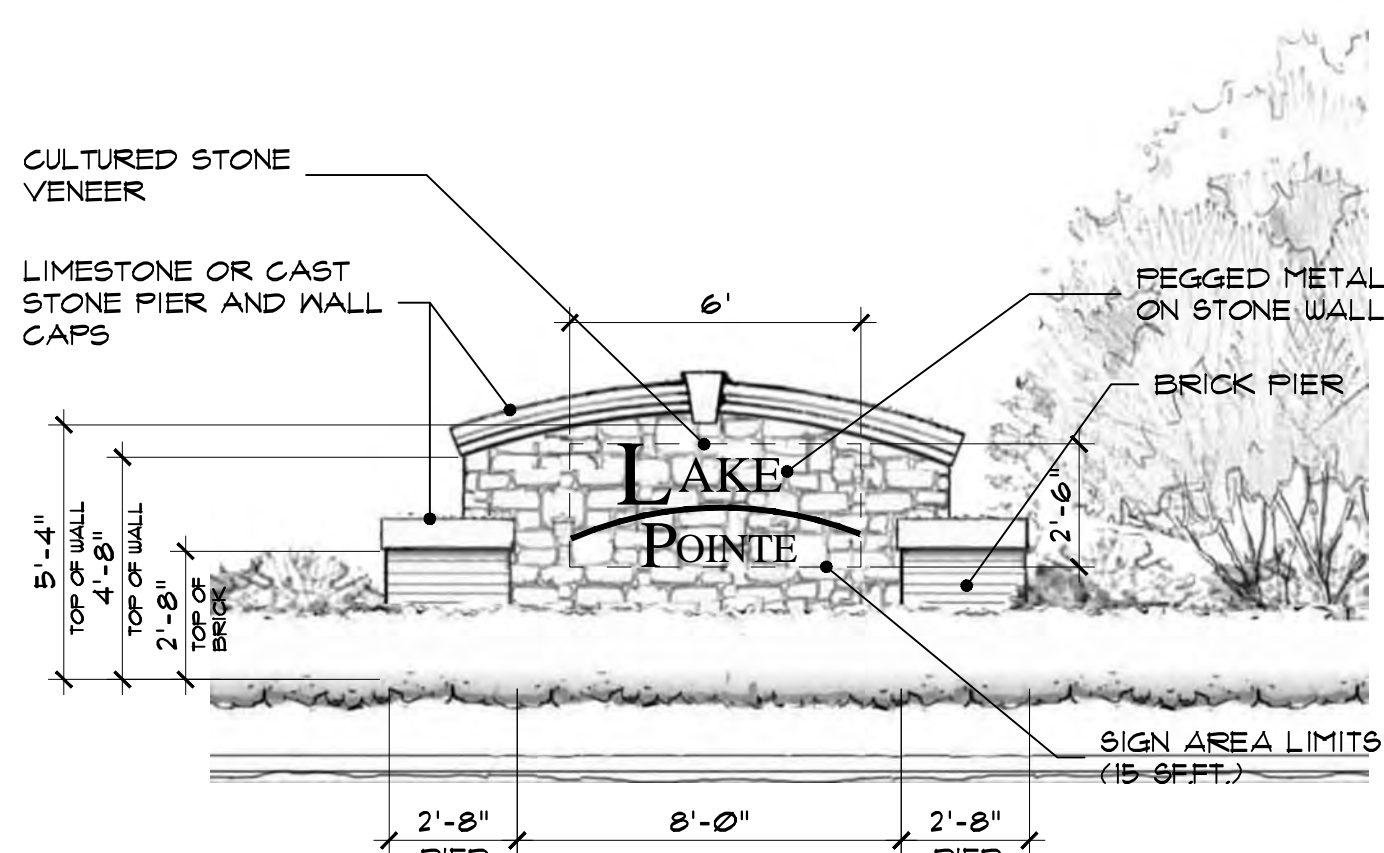 CULTURED STONE
VENEER
LIMESTONE OR CAST
STONE PIER AND WALL
CAPS
6'
PEGGED METAL
ON STONE WALL
BRICK PIER
LAKE
POINTE
5'-4"
TOP OF WALL
4'-8"
TOP OF WALL
2'-8"
TOP OF
BRICK
2'-6"
SIGN AREA LIMITS
(15 SF.FT.)
2'-8"
PIER
8'-0"
2'-8"
PIER